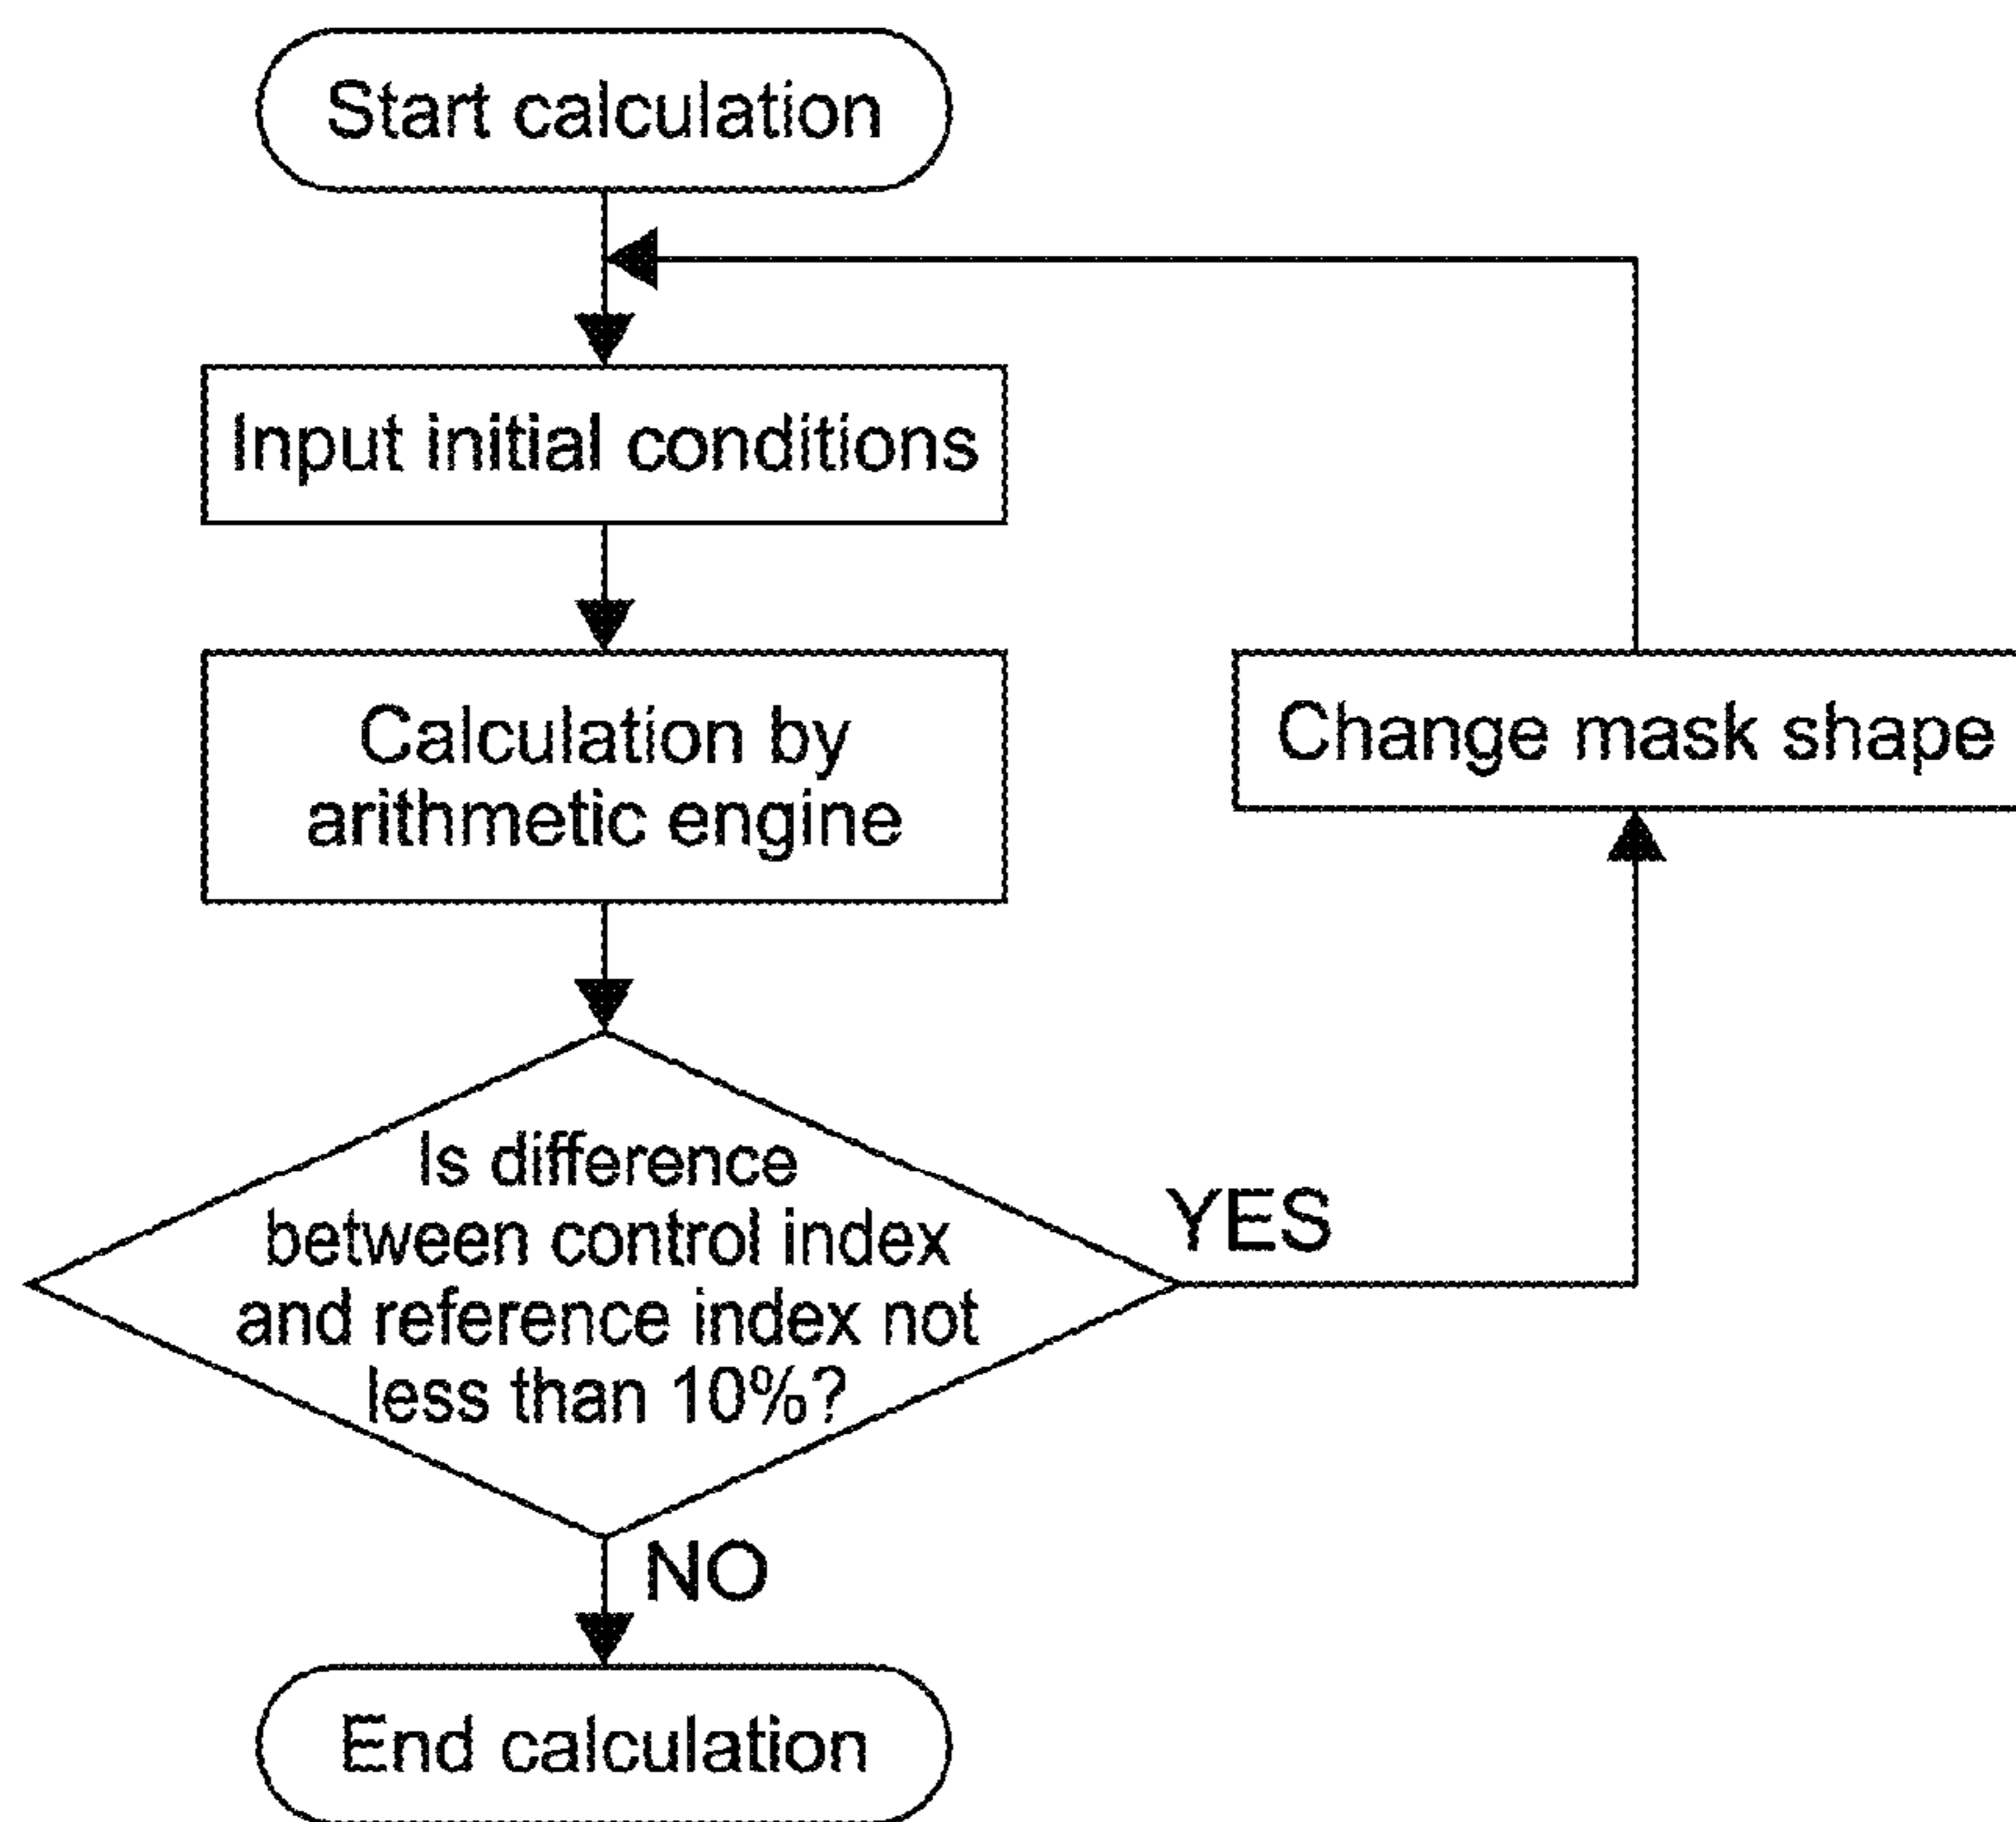 Start calculation
Input initial conditions
Calculation by
arithmetic engine
Change mask shape
Is difference
between control index
and reference index not
less than 10%?
YES
NO
End calculation